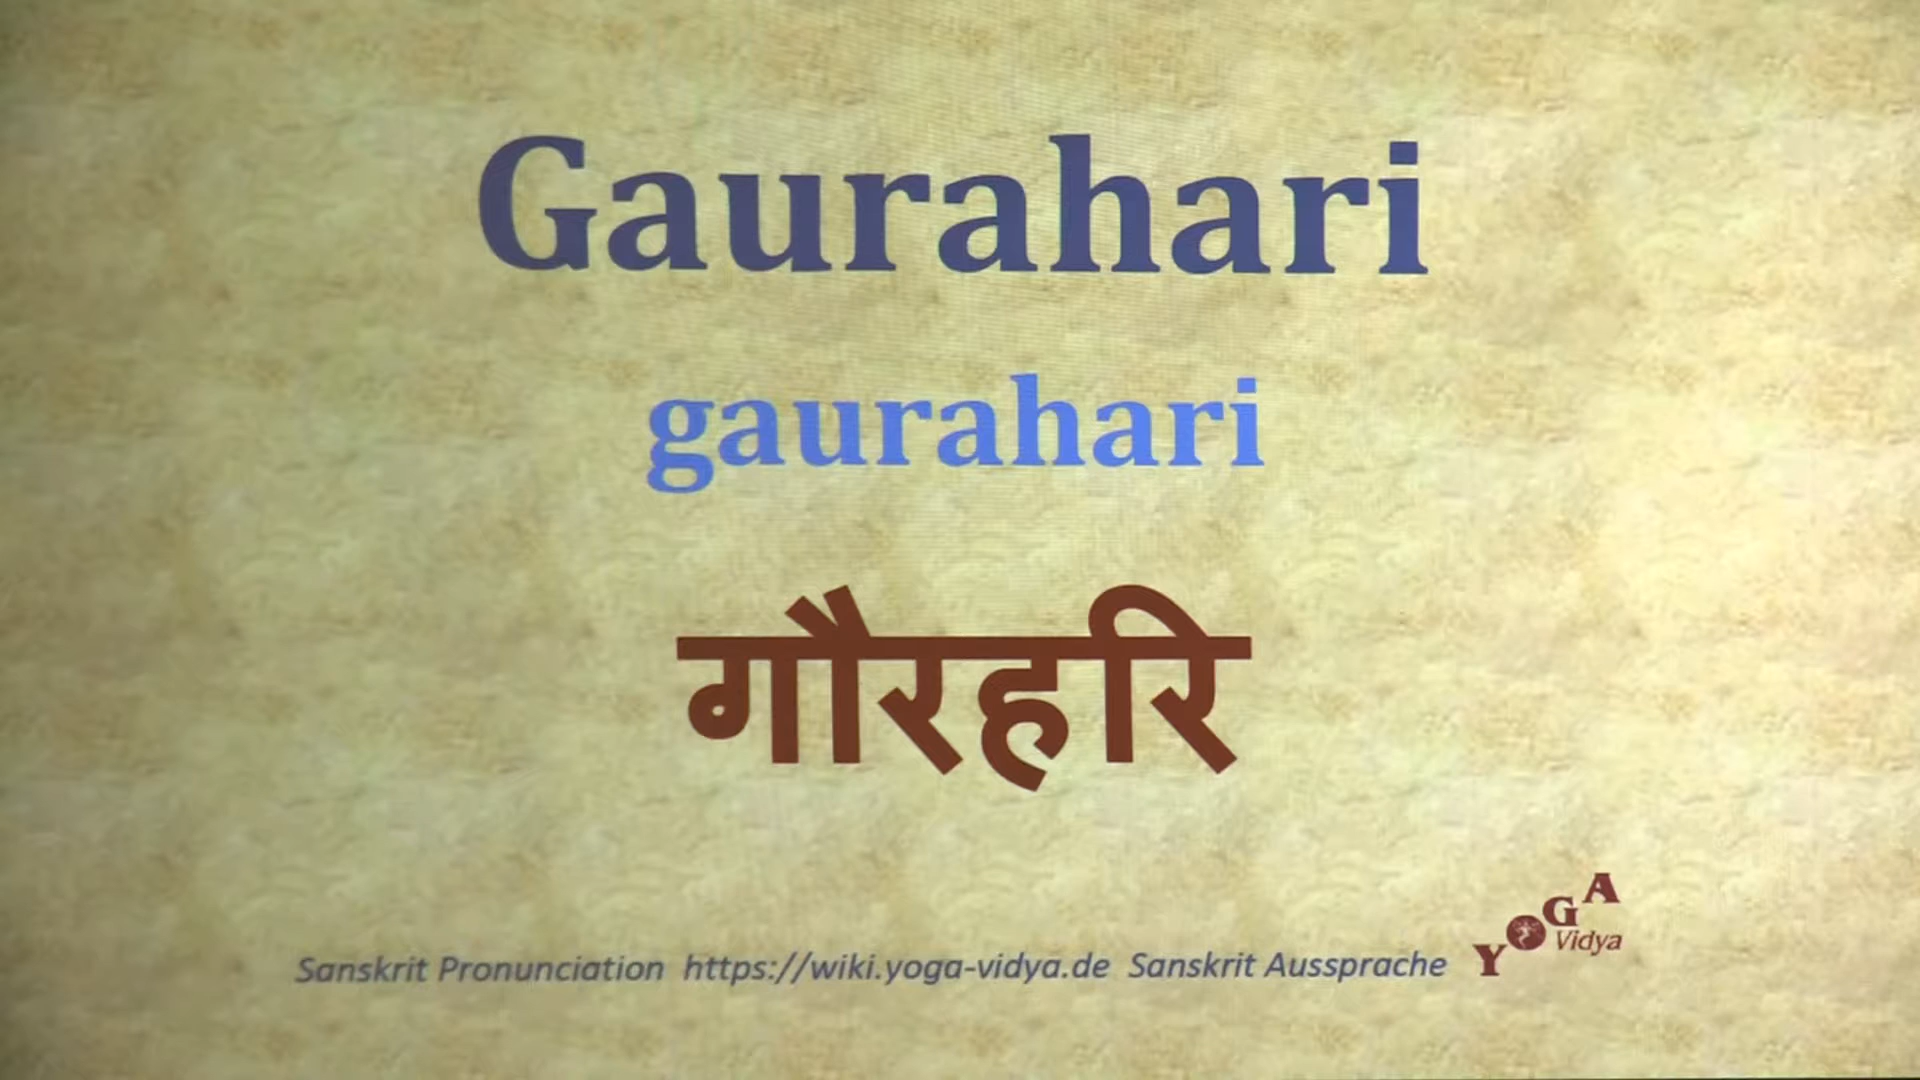 Gaurahari
gaurahari
गौरहरि
Sanskrit Pronunciation https://wiki.yoga-vidya.de Sanskrit Aussprache
YOGA
Vidya